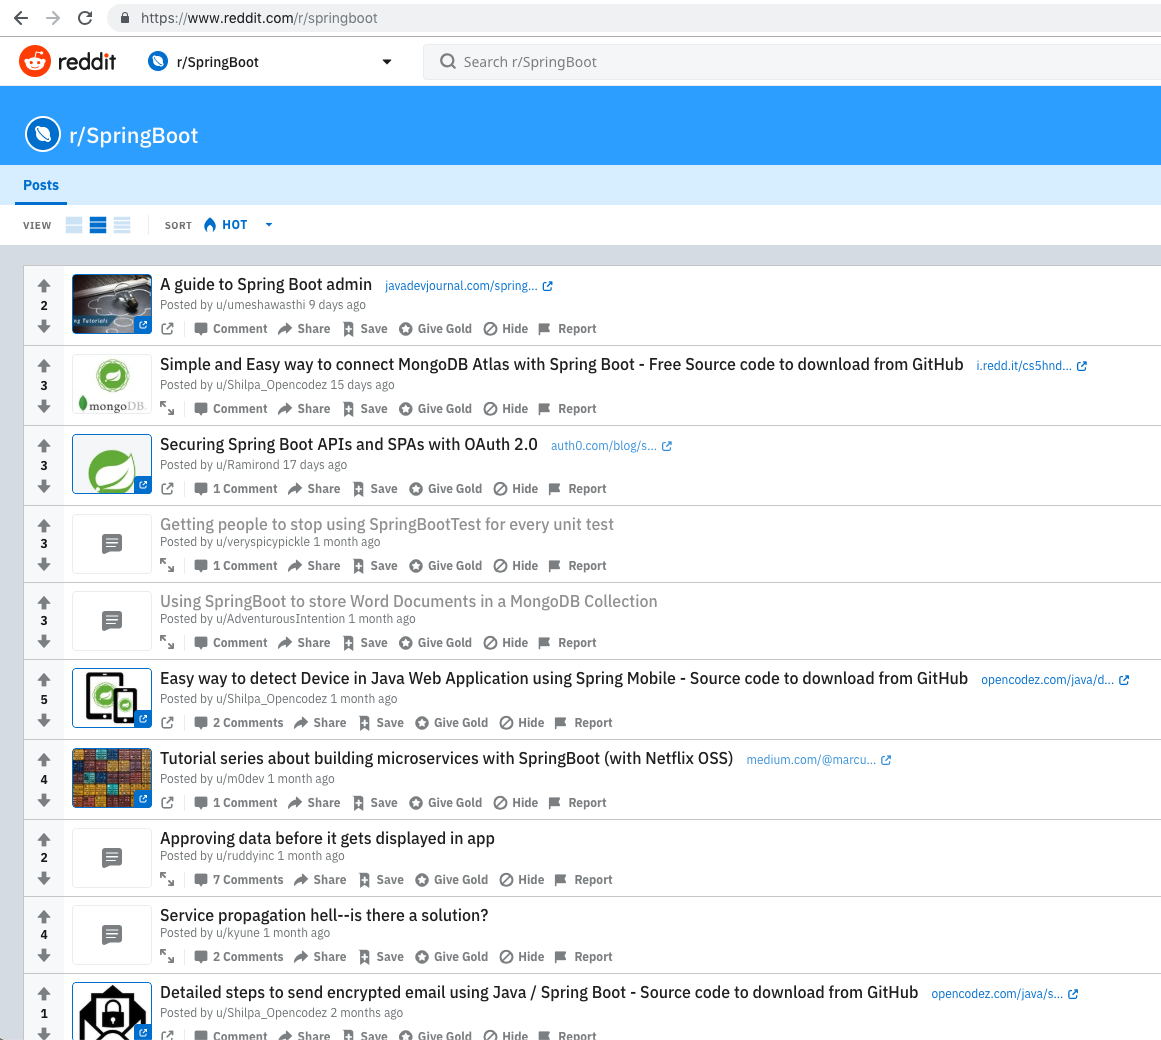 https://www.reddit.com/r/springboot
reddit r/SpringBoot Search r/SpringBoot
r/SpringBoot
Posts
VIEW SORT HOT
2
A guide to Spring Boot admin javadevjournal.com/spring...
Posted by u/umeshawasthi 9 days ago
ng Tutorials
Comment Share Save Give Gold Hide Report
3
Simple and Easy way to connect MongoDB Atlas with Spring Boot - Free Source code to download from GitHub i.redd.it/cs5hnd...
Posted by u/Shilpa_Opencodez 15 days ago
mongoDB.
Comment Share Save Give Gold Hide Report
3
Securing Spring Boot APIs and SPAs with OAuth 2.0 auth0.com/blog/s...
Posted by u/Ramirond 17 days ago
1 Comment Share Save Give Gold Hide Report
3
Getting people to stop using SpringBootTest for every unit test
Posted by u/veryspicypickle 1 month ago
1 Comment Share Save Give Gold Hide Report
3
Using SpringBoot to store Word Documents in a MongoDB Collection
Posted by u/AdventurousIntention 1 month ago
Comment Share Save Give Gold Hide Report
5
Easy way to detect Device in Java Web Application using Spring Mobile - Source code to download from GitHub opencodez.com/java/d...
Posted by u/Shilpa_Opencodez 1 month ago
2 Comments Share Save Give Gold Hide Report
4
Tutorial series about building microservices with SpringBoot (with Netflix OSS) medium.com/@marcu...
Posted by u/m0dev 1 month ago
1 Comment Share Save Give Gold Hide Report
2
Approving data before it gets displayed in app
Posted by u/ruddyinc 1 month ago
7 Comments Share Save Give Gold Hide Report
4
Service propagation hell--is there a solution?
Posted by u/kyune 1 month ago
2 Comments Share Save Give Gold Hide Report
1
Detailed steps to send encrypted email using Java / Spring Boot - Source code to download from GitHub opencodez.com/java/s...
Posted by u/Shilpa_Opencodez 2 months ago
Comment Share Save Give Gold Hide Report